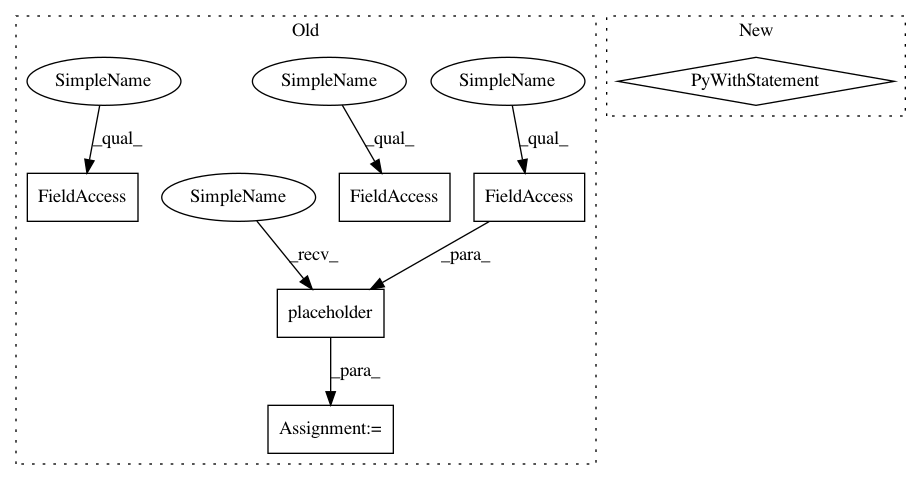 Old
New
SimpleName
SimpleName
SimpleName
PyWithStatement
_qual_
_qual_
_qual_
FieldAccess
SimpleName
FieldAccess
FieldAccess
_recv_
_para_
placeholder
_para_
Assignment:=